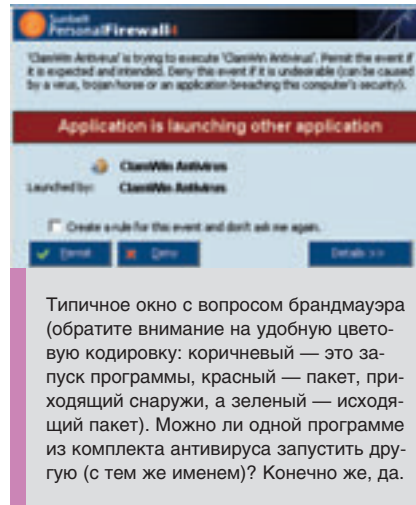 Sunbelt
PersonalFirewall4
'ClamWin Antivirus' is trying to execute 'ClamWin Antivirus'. Permit the event if
it is expected and intended. Deny this event if it is undesirable (can be caused
by a virus, trojan horse or an application breaching this computer's security).
Application is launching other application
ClamWin Antivirus
Launched by: ClamWin Antivirus
Create a rule for this event and don't ask me again.
Permit Deny Details >>
Типичное окно с вопросом брандмауэра
(обратите внимание на удобную цвето-
вую кодировку: коричневый — это за-
пуск программы, красный — пакет, при-
ходящий снаружи, а зеленый — исходя-
щий пакет). Можно ли одной программе
из комплекта антивируса запустить дру-
гую (с тем же именем)? Конечно же, да.